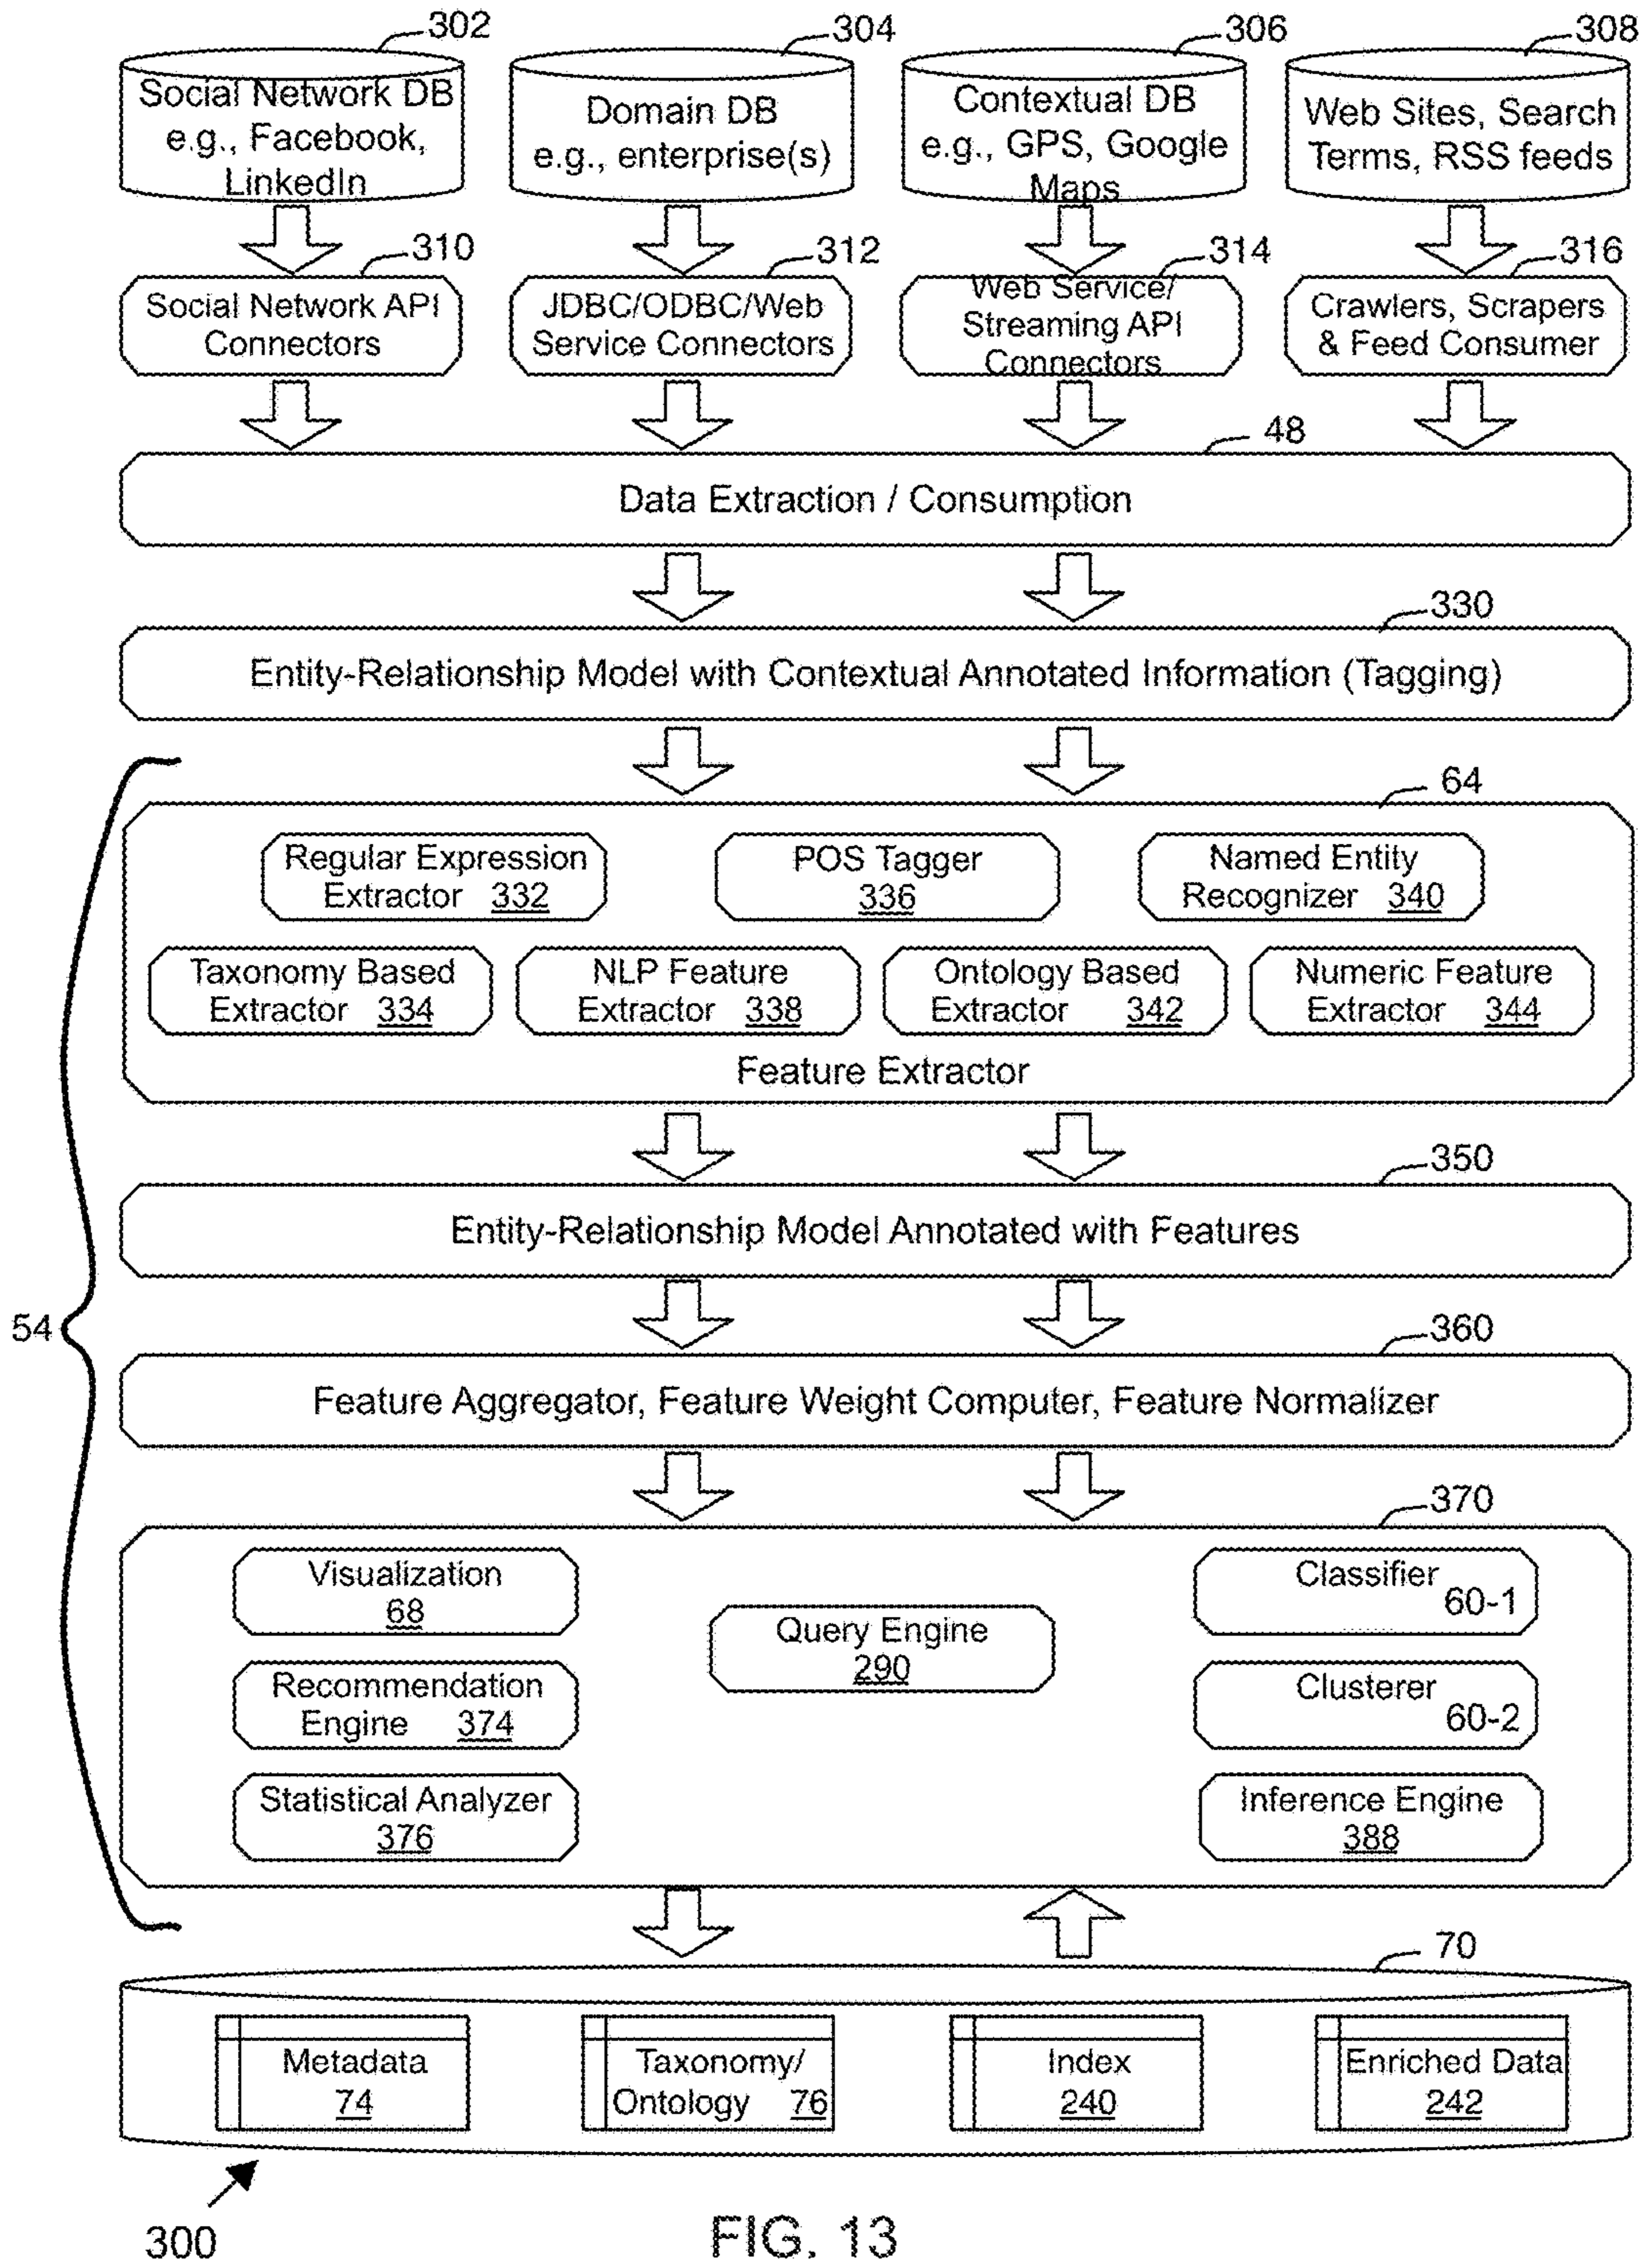 302
304
306
308
Social Network DB
e.g., Facebook,
LinkedIn
Domain DB
e.g., enterprise(s)
Contextual DB
e.g., GPS, Google
Maps
Web Sites, Search
Terms, RSS feeds
310
312
314
316
Social Network API
Connectors
JDBC/ODBC/Web
Service Connectors
Web Service/
Streaming API
Connectors
Crawlers, Scrapers
& Feed Consumer
48
Data Extraction / Consumption
330
Entity-Relationship Model with Contextual Annotated Information (Tagging)
64
Regular Expression
Extractor 332
POS Tagger
336
Named Entity
Recognizer 340
Taxonomy Based
Extractor 334
NLP Feature
Extractor 338
Ontology Based
Extractor 342
Numeric Feature
Extractor 344
Feature Extractor
350
Entity-Relationship Model Annotated with Features
54
360
Feature Aggregator, Feature Weight Computer, Feature Normalizer
370
Visualization
68
Query Engine
290
Classifier
60-1
Recommendation
Engine 374
Clusterer
60-2
Statistical Analyzer
376
Inference Engine
388
70
Metadata
74
Taxonomy/
Ontology 76
Index
240
Enriched Data
242
300
FIG. 13